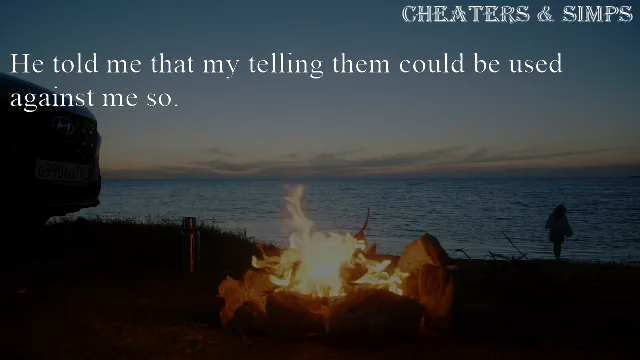 CHEATERS & SIMPS
He told me that my telling them could be used
against me so.